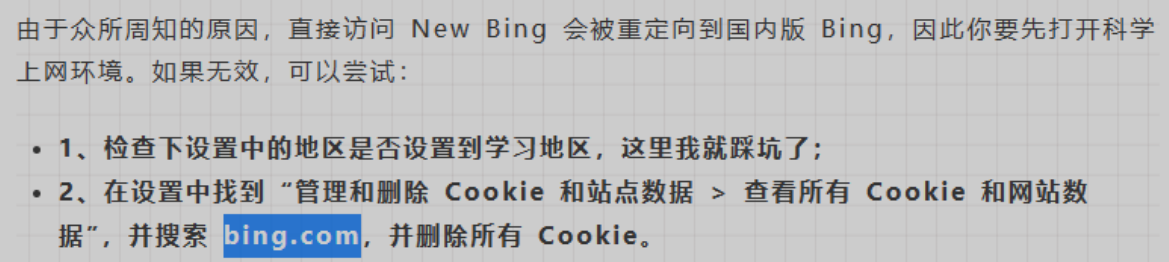 由于众所周知的原因，直接访问 New Bing 会被重定向到国内版 Bing，因此你要先打开科学
上网环境。如果无效，可以尝试：
• 1、检查下设置中的地区是否设置到学习地区，这里我就踩坑了；
• 2、在设置中找到 “管理和删除 Cookie 和站点数据 > 查看所有 Cookie 和网站数
据”，并搜索 bing.com，并删除所有 Cookie。